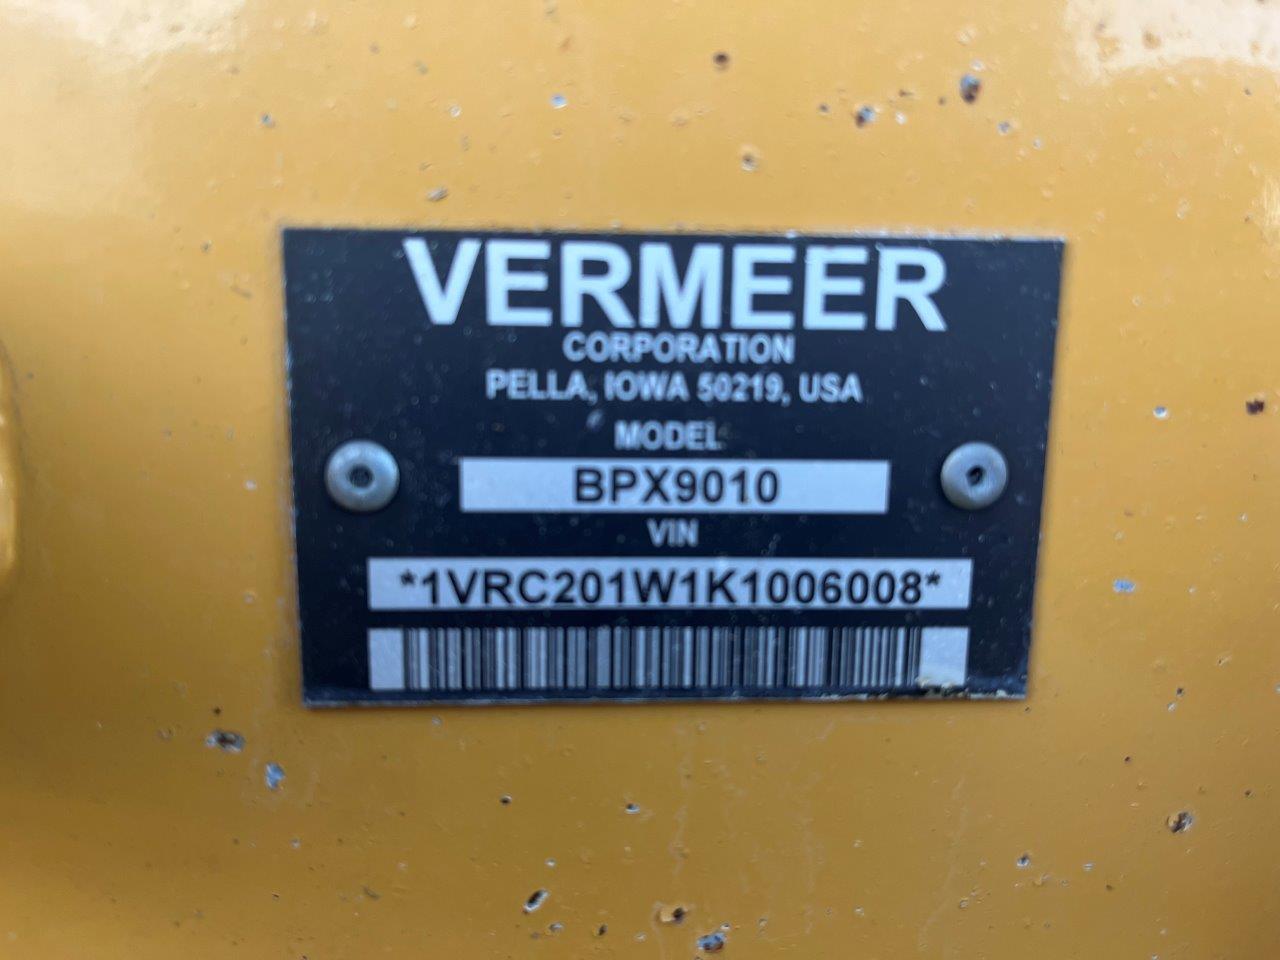 VERMEER
CORPORATION
PELLA, IOWA 50219, USA
MODEL
BPX9010
VIN
*1VRC201W1K1006008*